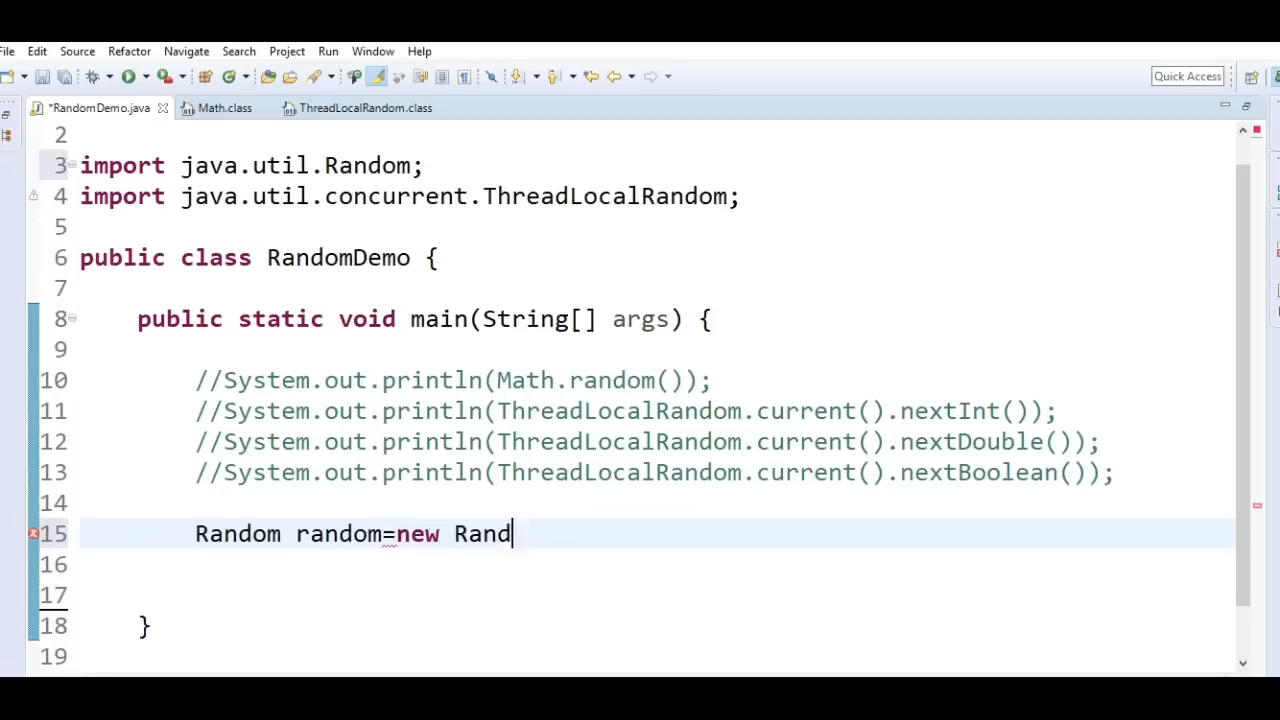 File Edit Source Refactor Navigate Search Project Run Window Help
Quick Access
*RandomDemo.java Math.class ThreadLocalRandom.class
2
3 import java.util.Random;
4 import java.util.concurrent.ThreadLocalRandom;
5
6 public class RandomDemo {
7
8 public static void main(String[] args) {
9
10 //System.out.println(Math.random());
11 //System.out.println(ThreadLocalRandom.current().nextInt());
12 //System.out.println(ThreadLocalRandom.current().nextDouble());
13 //System.out.println(ThreadLocalRandom.current().nextBoolean());
14
15 Random random=new Rand
16
17
18 }
19